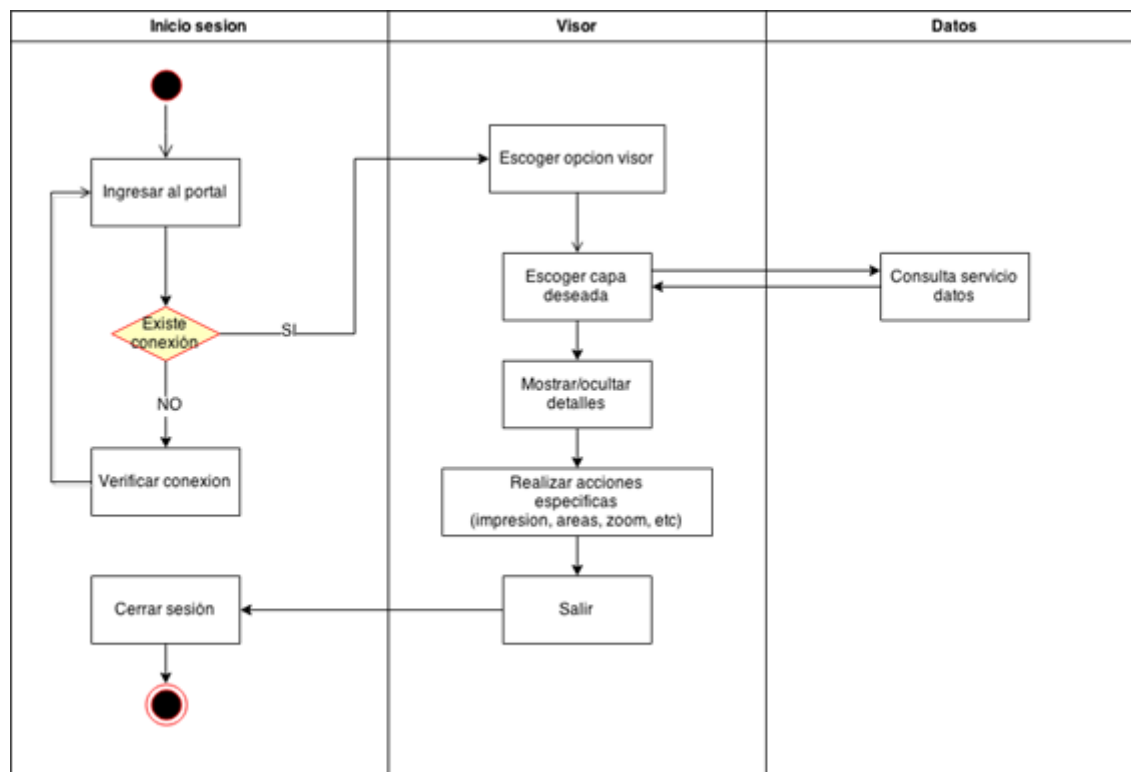 Inicio sesion
Visor
Datos
Ingresar al portal
Existe
conexión
SI
NO
Verificar conexion
Cerrar sesión
Escoger opcion visor
Escoger capa
deseada
Mostrar/ocultar
detalles
Realizar acciones
especificas
(impresion, areas, zoom, etc)
Salir
Consulta servicio
datos